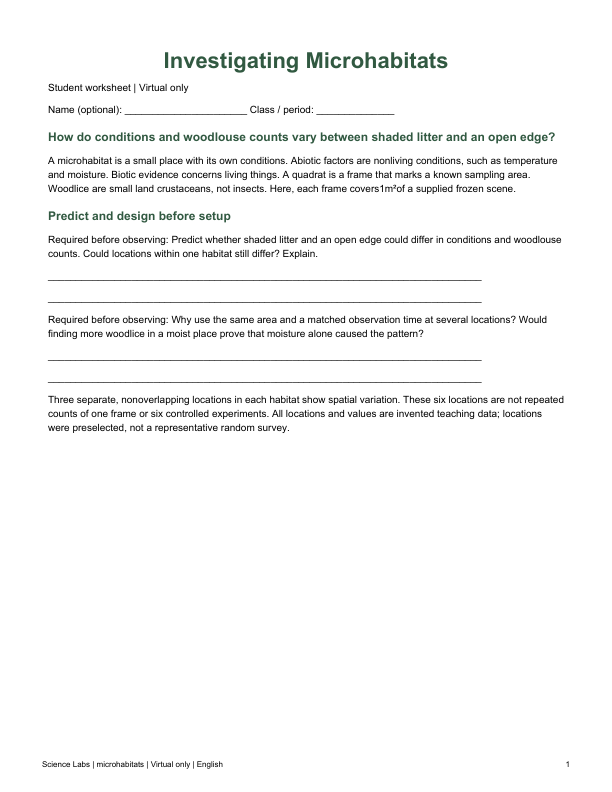 Investigating Microhabitats
Student worksheet | Virtual only
Name (optional): ______________________ Class / period: ______________
How do conditions and woodlouse counts vary between shaded litter and an open edge?
A microhabitat is a small place with its own conditions. Abiotic factors are nonliving conditions, such as temperature
and moisture. Biotic evidence concerns living things. A quadrat is a frame that marks a known sampling area.
Woodlice are small land crustaceans, not insects. Here, each frame covers1m²of a supplied frozen scene.
Predict and design before setup
Required before observing: Predict whether shaded litter and an open edge could differ in conditions and woodlouse
counts. Could locations within one habitat still differ? Explain.
Required before observing: Why use the same area and a matched observation time at several locations? Would
finding more woodlice in a moist place prove that moisture alone caused the pattern?
Three separate, nonoverlapping locations in each habitat show spatial variation. These six locations are not repeated
counts of one frame or six controlled experiments. All locations and values are invented teaching data; locations
were preselected, not a representative random survey.
Science Labs | microhabitats | Virtual only | English
1